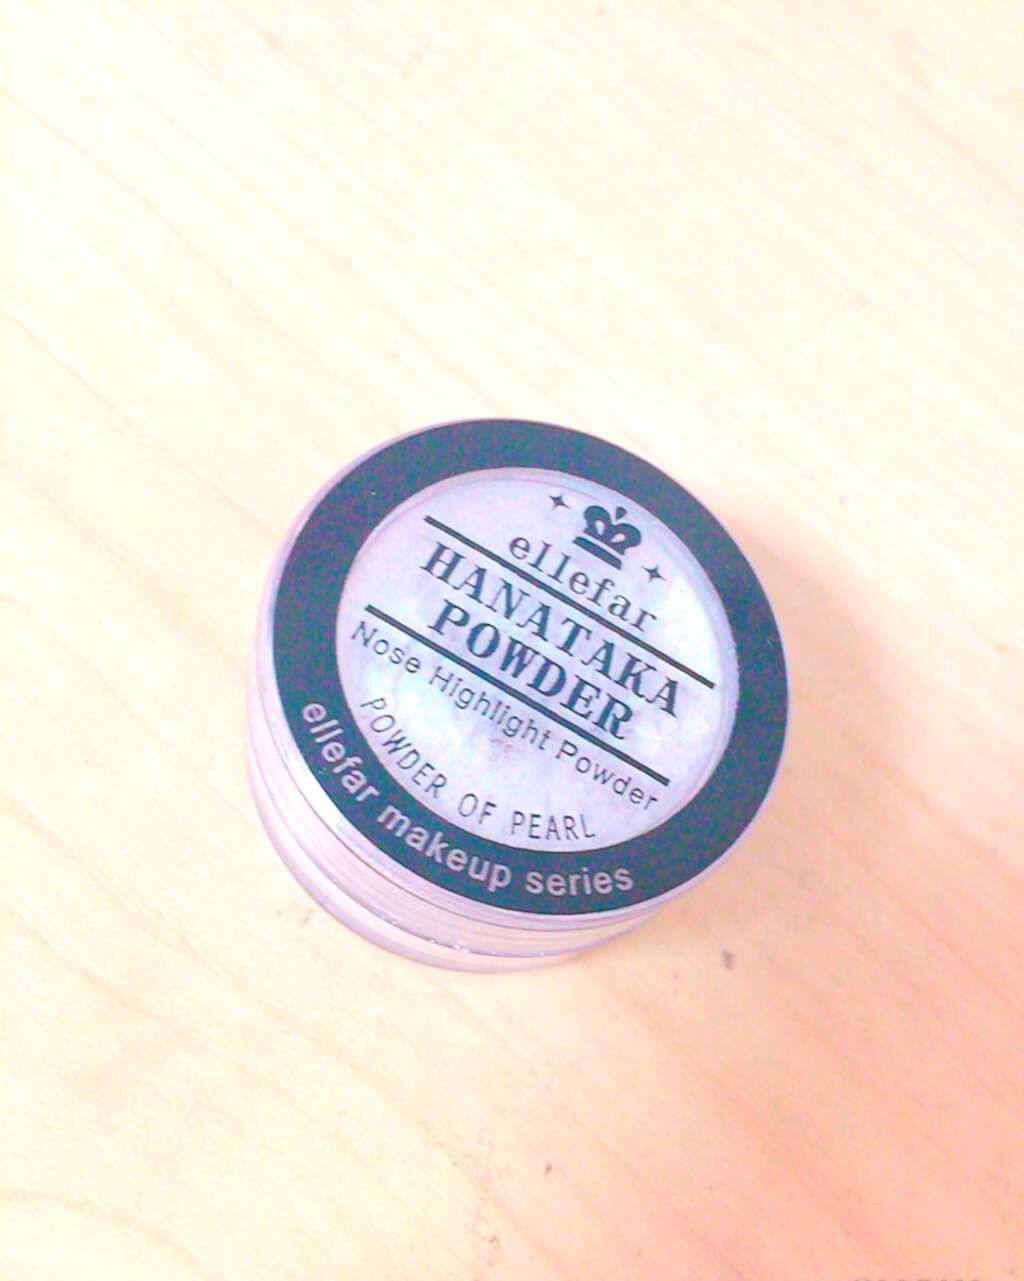 ellefar
HANATAKA
POWDER
Nose Highlight Powder
POWDER OF PEARL
ellefar makeup series